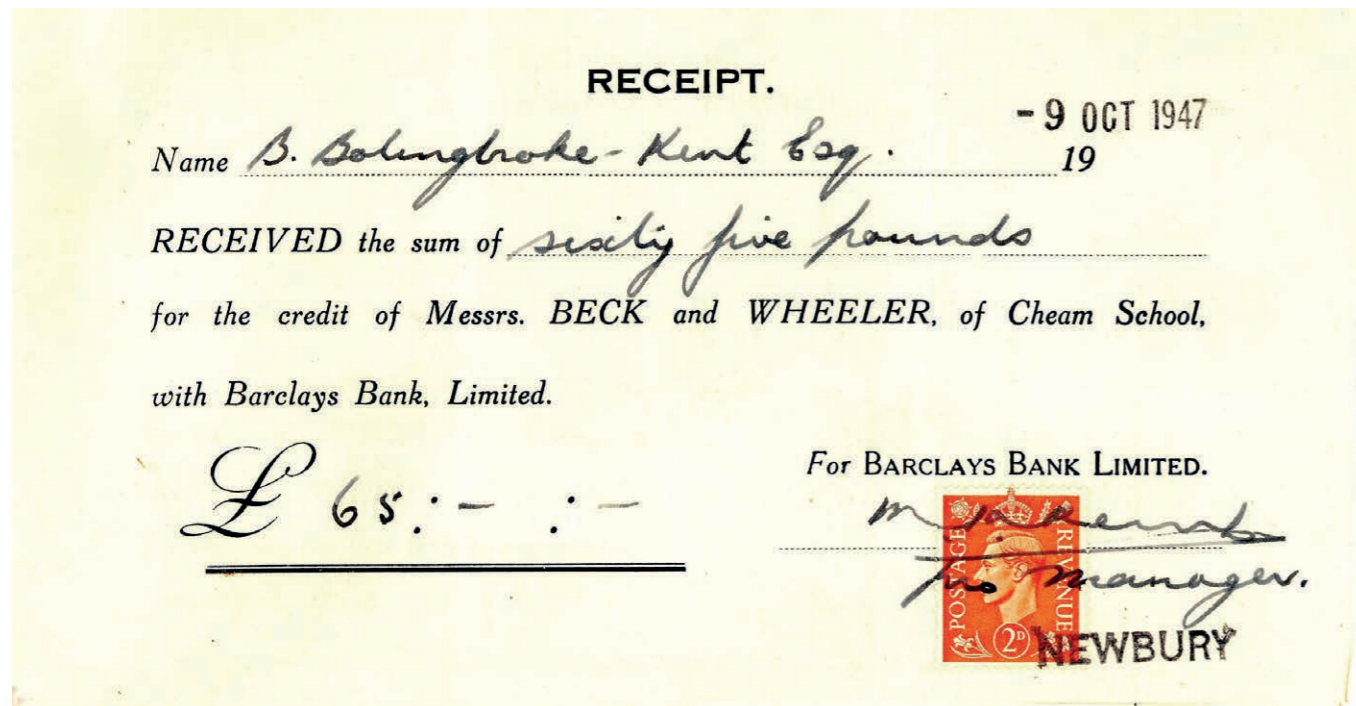 RECEIPT.
- 9 OCT 1947
Name B. Bolingbroke-Kent Esq. 19
RECEIVED the sum of sixty five pounds
for the credit of Messrs. BECK and WHEELER, of Cheam School,
with Barclays Bank, Limited.
For BARCLAYS BANK LIMITED.
£ 65:- :-
Pro Manager.
POSTAGE REVENUE
2D
NEWBURY